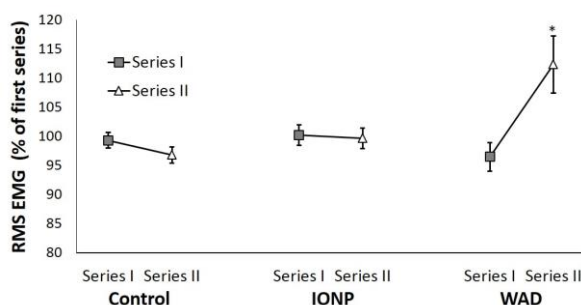 RMS EMG (% of first series)
120
115
110
105
100
95
90
85
80
Series I
Series II
*
Series I Series II Series I Series II Series I Series II
Control IONP WAD